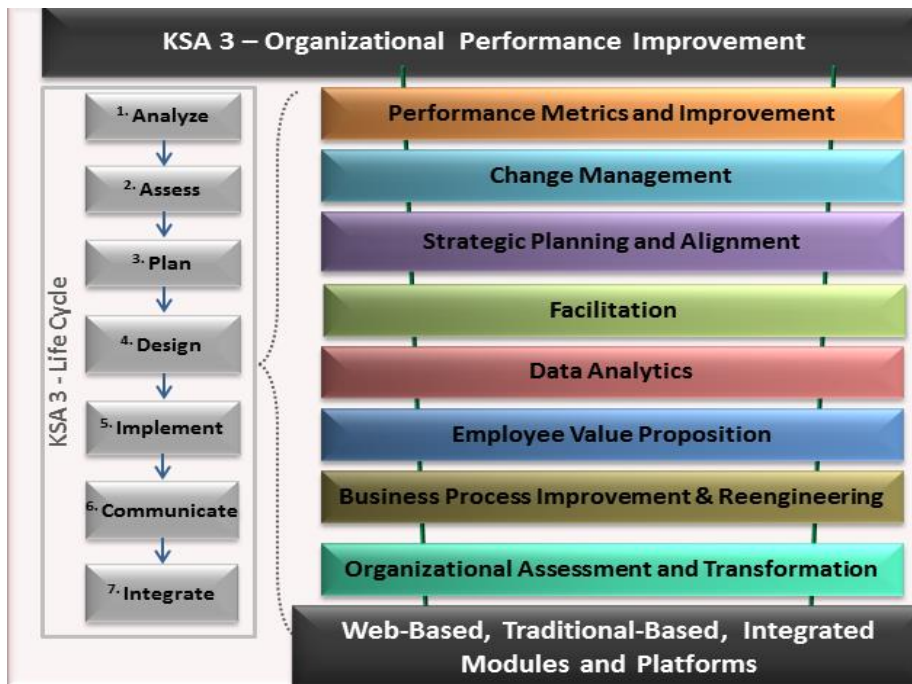 KSA 3 – Organizational Performance Improvement
KSA 3 - Life Cycle
1. Analyze
2. Assess
3. Plan
4. Design
5. Implement
6. Communicate
7. Integrate
Performance Metrics and Improvement
Change Management
Strategic Planning and Alignment
Facilitation
Data Analytics
Employee Value Proposition
Business Process Improvement & Reengineering
Organizational Assessment and Transformation
Web-Based, Traditional-Based, Integrated
Modules and Platforms